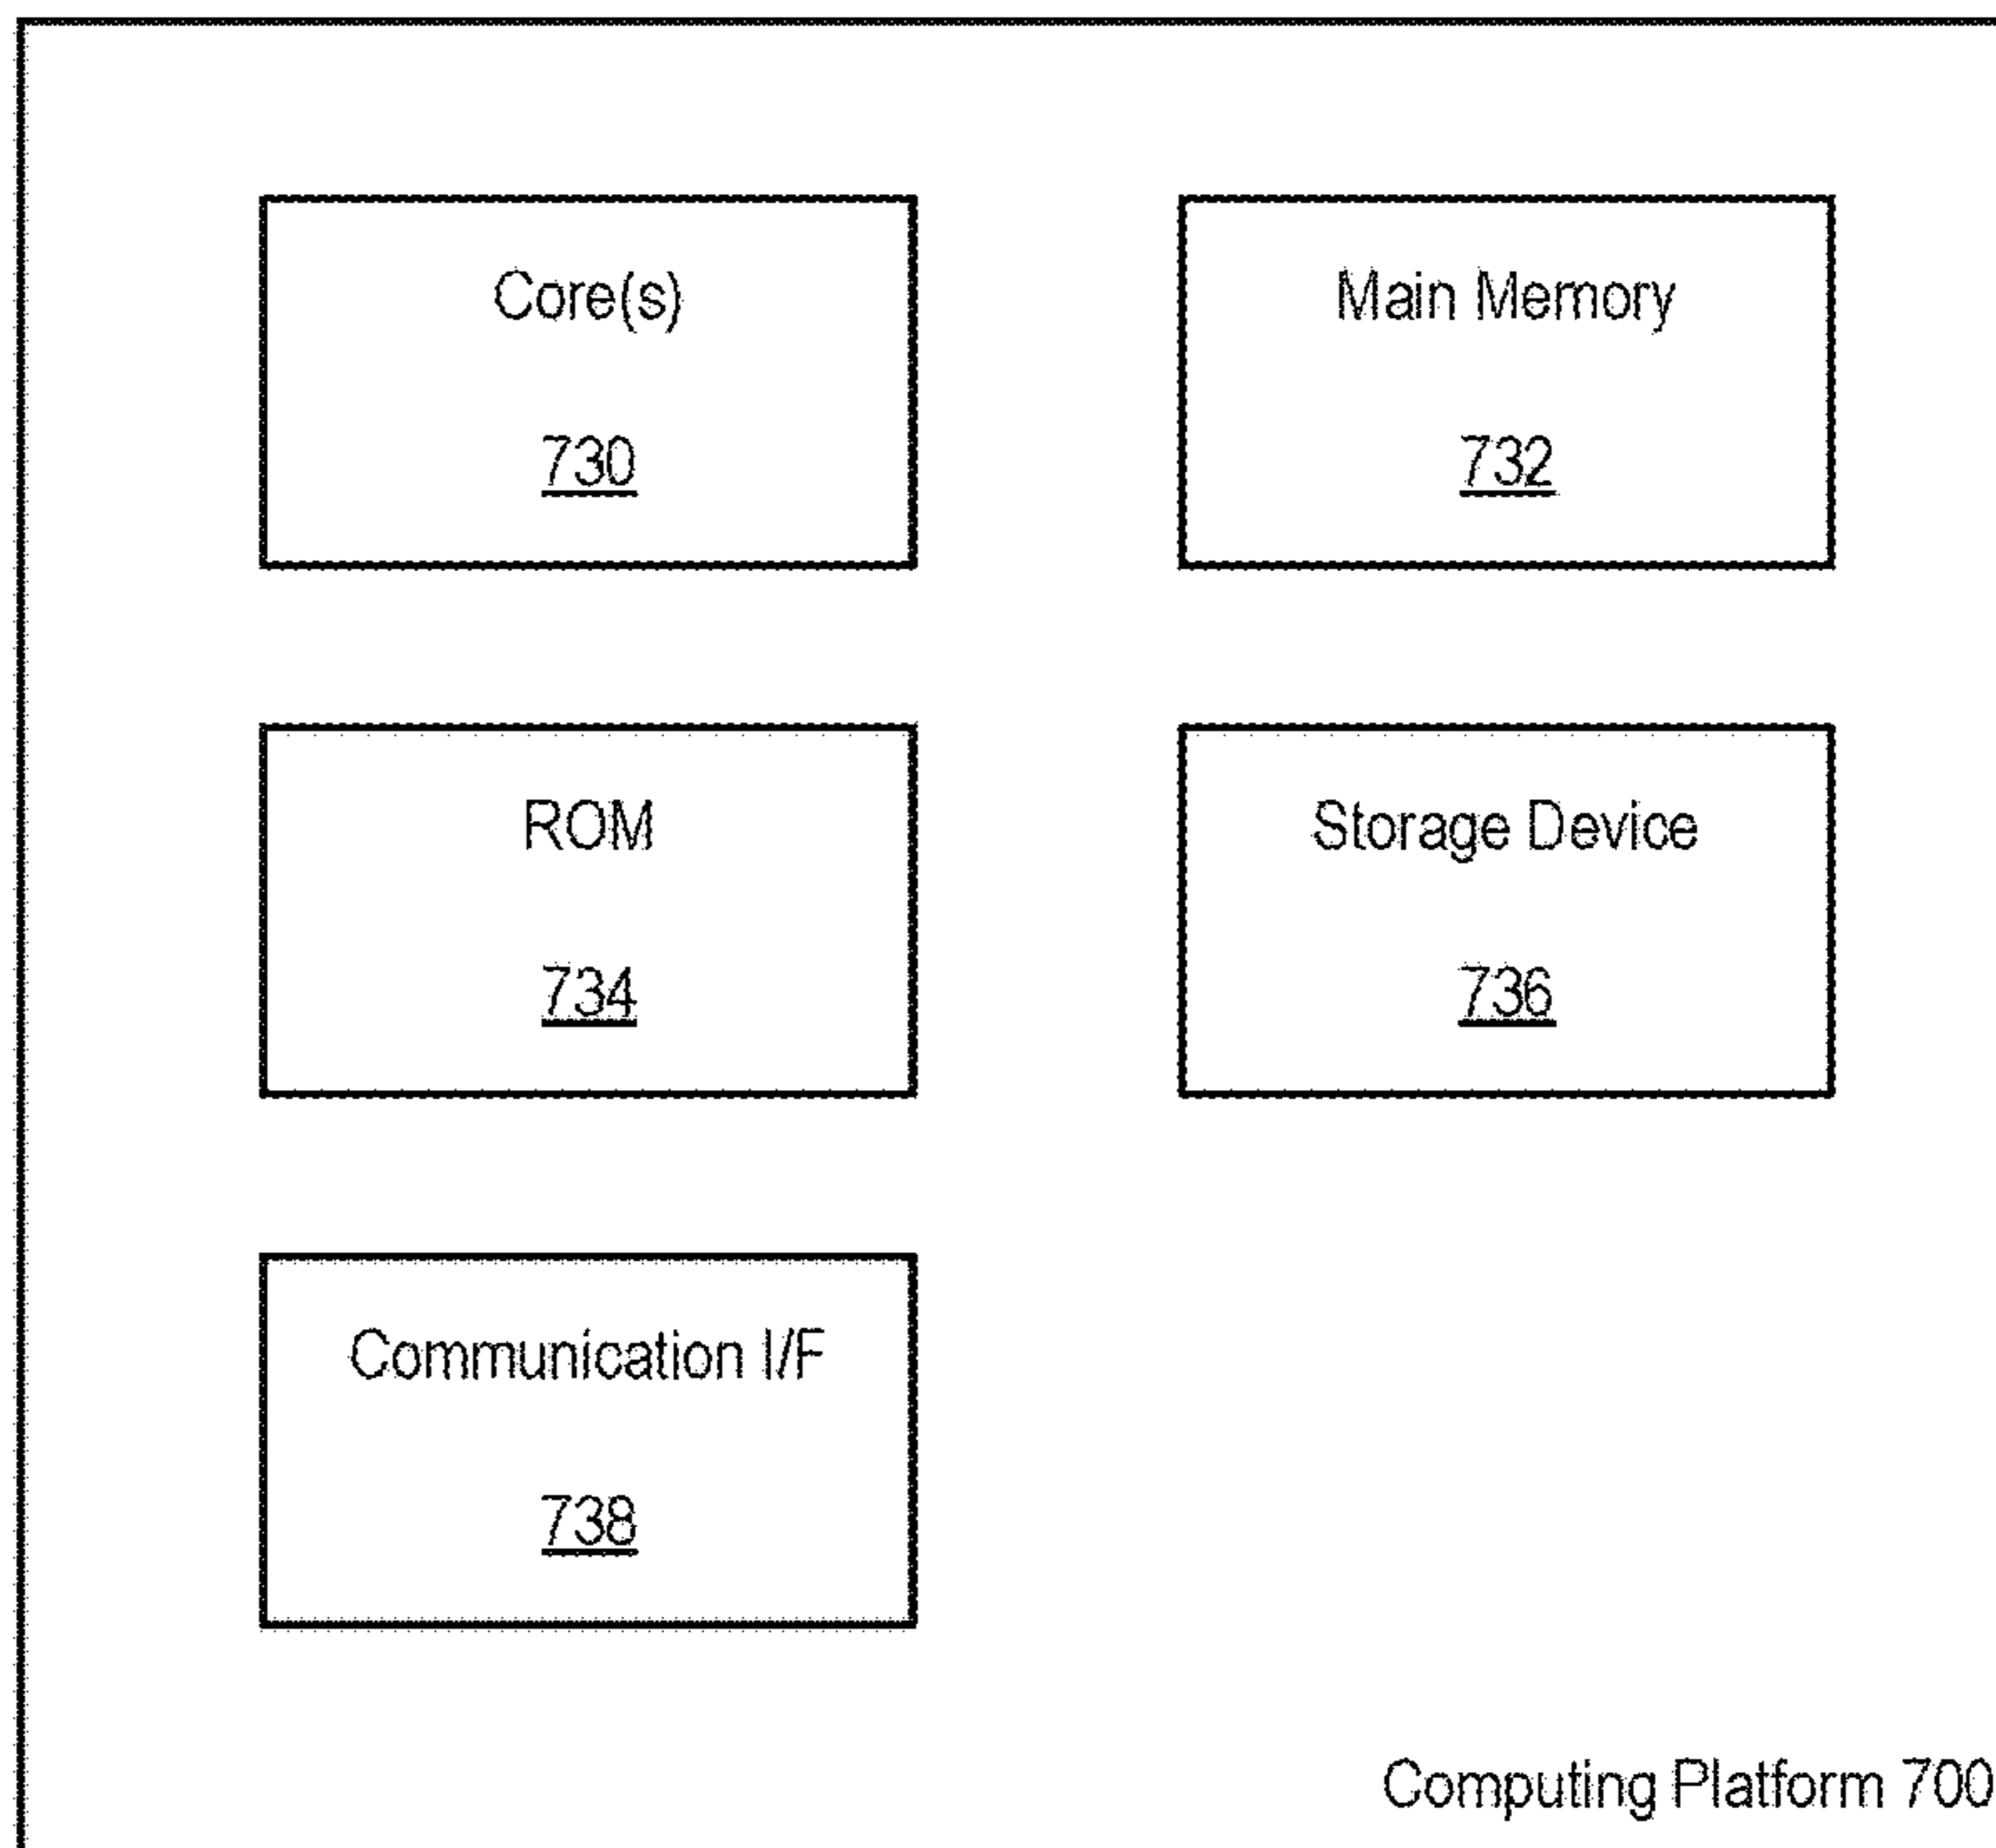 Core(s)
730
Main Memory
732
ROM
734
Storage Device
736
Communication I/F
738
Computing Platform 700